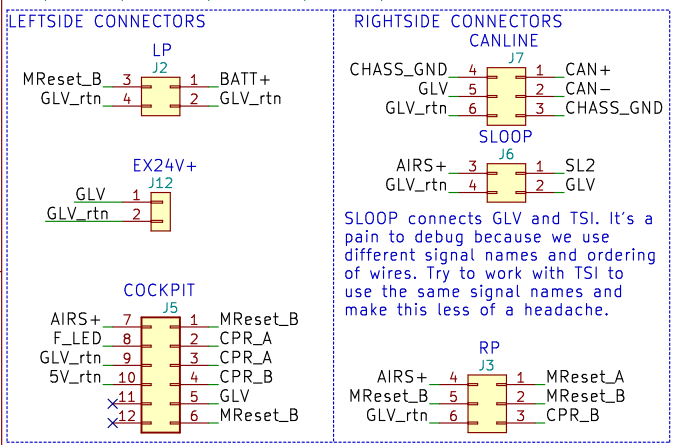 LEFTSIDE CONNECTORS
LP
J2
MReset_B 3 1 BATT+
GLV_rtn 4 2 GLV_rtn
EX24V+
J12
GLV 1
GLV_rtn 2
COCKPIT
J5
AIRS+ 7 1 MReset_B
F_LED 8 2 CPR_A
GLV_rtn 9 3 CPR_A
5V_rtn 10 4 CPR_B
11 5 GLV
12 6 MReset_B
RIGHTSIDE CONNECTORS
CANLINE
J7
CHASS_GND 4 1 CAN+
GLV 5 2 CAN-
GLV_rtn 6 3 CHASS_GND
SLOOP
J6
AIRS+ 3 1 SL2
GLV_rtn 4 2 GLV
SLOOP connects GLV and TSI. It's a
pain to debug because we use
different signal names and ordering
of wires. Try to work with TSI to
use the same signal names and
make this less of a headache.
RP
J3
AIRS+ 4 1 MReset_A
MReset_B 5 2 MReset_B
GLV_rtn 6 3 CPR_B